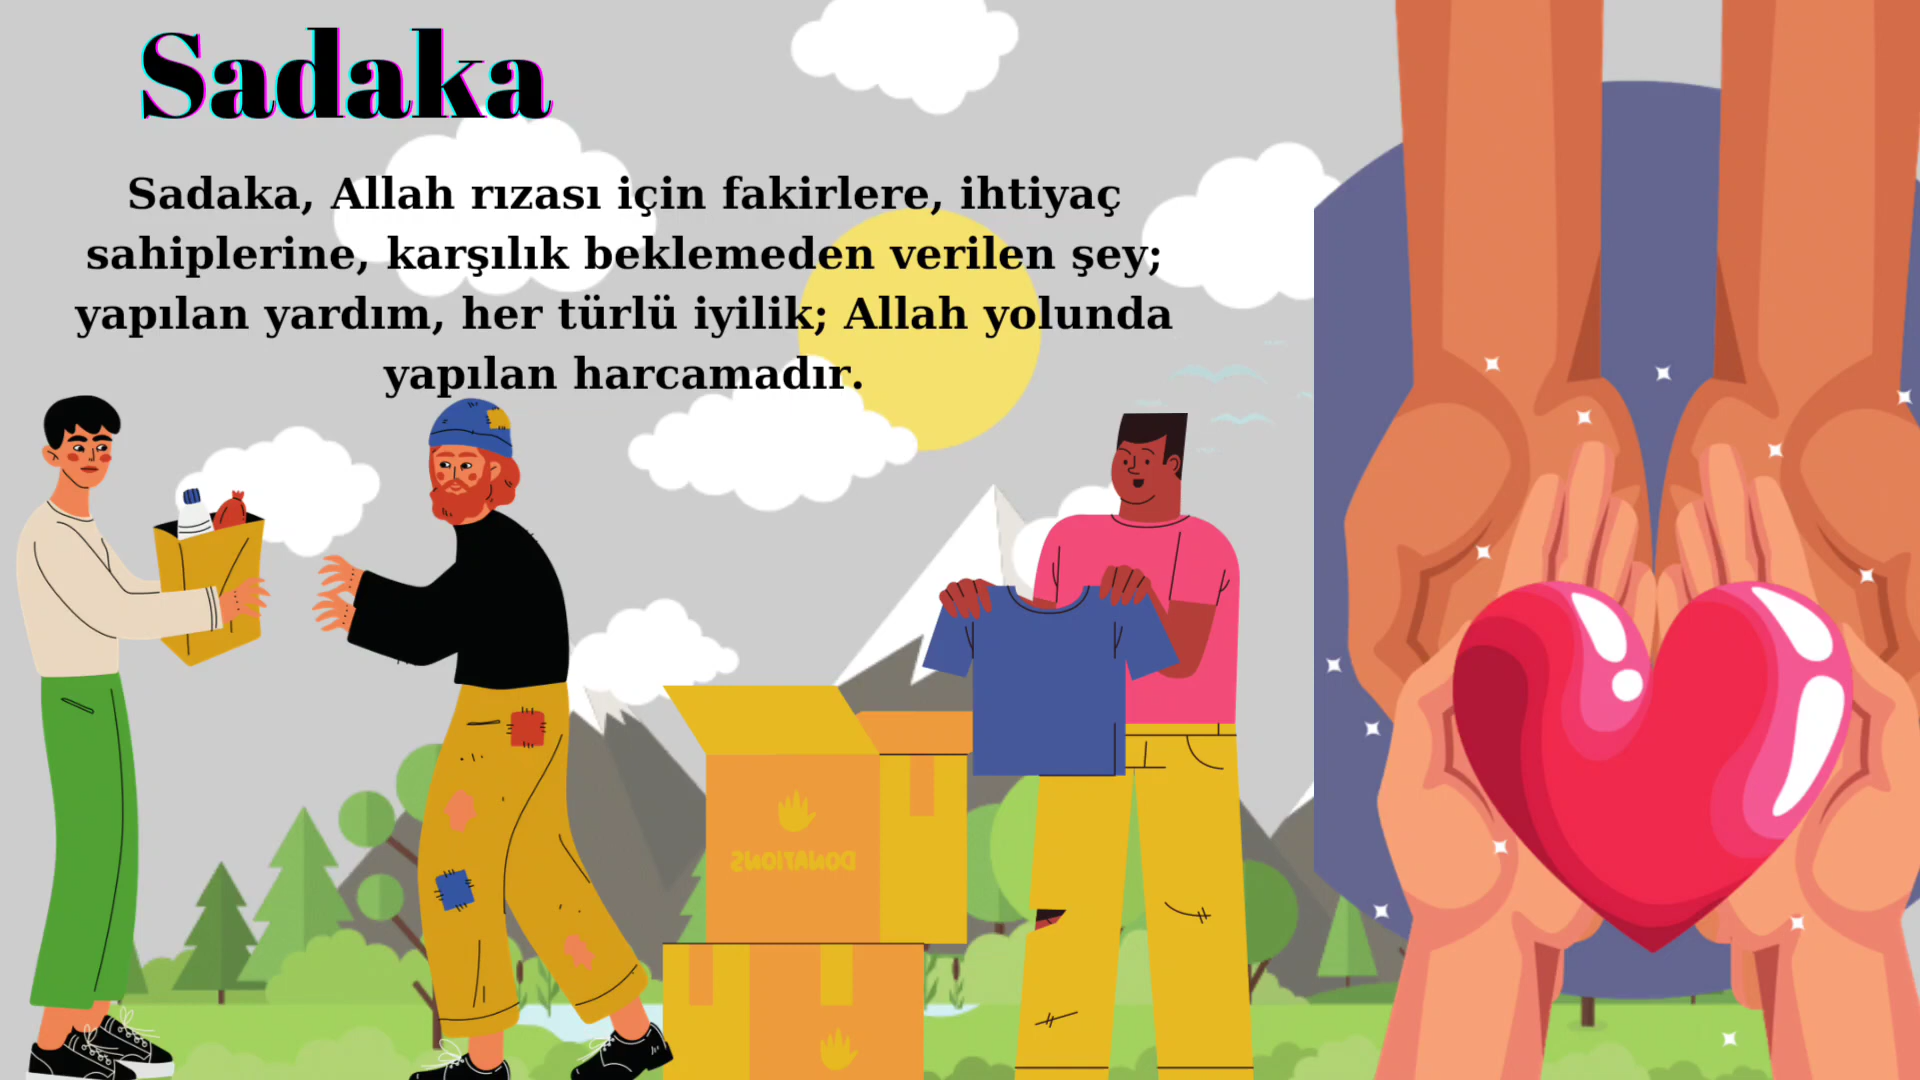 Sadaka
Sadaka, Allah rızası için fakirlere, ihtiyaç
sahiplerine, karşılık beklemeden verilen şey;
yapılan yardım, her türlü iyilik; Allah yolunda
yapılan harcamadır.
DONATIONS